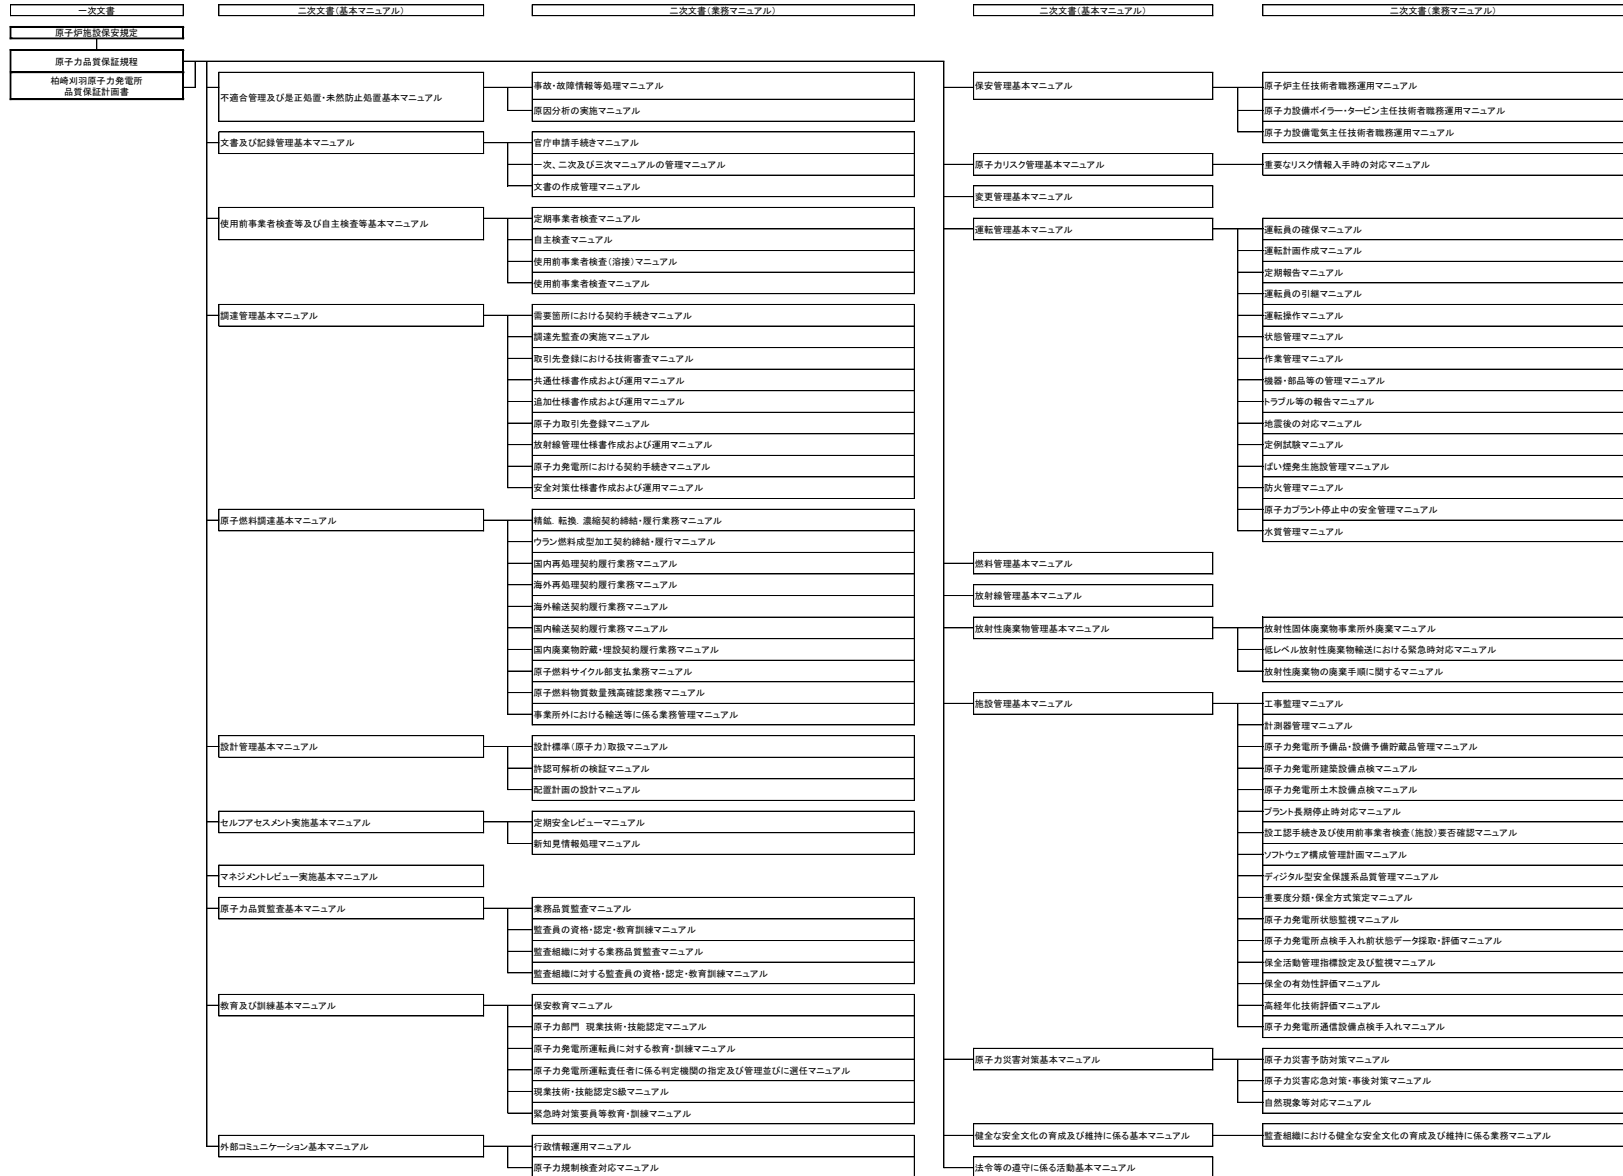 一次文書
原子炉施設保安規定
原子力品質保証規程
柏崎刈羽原子力発電所
品質保証計画書
二次文書(基本マニュアル)
二次文書(業務マニュアル)
不適合管理及び是正処置・未然防止処置基本マニュアル
事故・故障情報等処理マニュアル
原因分析の実施マニュアル
文書及び記録管理基本マニュアル
官庁申請手続きマニュアル
一次、二次及び三次マニュアルの管理マニュアル
文書の作成管理マニュアル
使用前事業者検査等及び自主検査等基本マニュアル
定期事業者検査マニュアル
自主検査マニュアル
使用前事業者検査(溶接)マニュアル
使用前事業者検査マニュアル
調達管理基本マニュアル
需要箇所における契約手続きマニュアル
調達先監査の実施マニュアル
取引先登録における技術審査マニュアル
共通仕様書作成および運用マニュアル
追加仕様書作成および運用マニュアル
原子力取引先登録マニュアル
放射線管理仕様書作成および運用マニュアル
原子力発電所における契約手続きマニュアル
安全対策仕様書作成および運用マニュアル
原子燃料調達基本マニュアル
精鉱．転換．濃縮契約締結・履行業務マニュアル
ウラン燃料成型加工契約締結・履行マニュアル
国内再処理契約履行業務マニュアル
海外再処理契約履行業務マニュアル
海外輸送契約履行業務マニュアル
国内輸送契約履行業務マニュアル
国内廃棄物貯蔵・埋設契約履行業務マニュアル
原子燃料サイクル部支払業務マニュアル
原子燃料物質数量残高確認業務マニュアル
事業所外における輸送等に係る業務管理マニュアル
設計管理基本マニュアル
設計標準(原子力)取扱マニュアル
許認可解析の検証マニュアル
配置計画の設計マニュアル
セルフアセスメント実施基本マニュアル
定期安全レビューマニュアル
新知見情報処理マニュアル
マネジメントレビュー実施基本マニュアル
原子力品質監査基本マニュアル
業務品質監査マニュアル
監査員の資格・認定・教育訓練マニュアル
監査組織に対する業務品質監査マニュアル
監査組織に対する監査員の資格・認定・教育訓練マニュアル
教育及び訓練基本マニュアル
保安教育マニュアル
原子力部門　現業技術・技能認定マニュアル
原子力発電所運転員に対する教育・訓練マニュアル
原子力発電所運転責任者に係る判定機関の指定及び管理並びに選任マニュアル
現業技術・技能認定S級マニュアル
緊急時対策要員等教育・訓練マニュアル
外部コミュニケーション基本マニュアル
行政情報運用マニュアル
原子力規制検査対応マニュアル
二次文書(基本マニュアル)
二次文書(業務マニュアル)
保安管理基本マニュアル
原子炉主任技術者職務運用マニュアル
原子力設備ボイラー・タービン主任技術者職務運用マニュアル
原子力設備電気主任技術者職務運用マニュアル
原子力リスク管理基本マニュアル
重要なリスク情報入手時の対応マニュアル
変更管理基本マニュアル
運転管理基本マニュアル
運転員の確保マニュアル
運転計画作成マニュアル
定期報告マニュアル
運転員の引継マニュアル
運転操作マニュアル
状態管理マニュアル
作業管理マニュアル
機器・部品等の管理マニュアル
トラブル等の報告マニュアル
地震後の対応マニュアル
定例試験マニュアル
ばい煙発生施設管理マニュアル
防火管理マニュアル
原子力プラント停止中の安全管理マニュアル
水質管理マニュアル
燃料管理基本マニュアル
放射線管理基本マニュアル
放射性廃棄物管理基本マニュアル
放射性固体廃棄物事業所外廃棄マニュアル
低レベル放射性廃棄物輸送における緊急時対応マニュアル
放射性廃棄物の廃棄手順に関するマニュアル
施設管理基本マニュアル
工事監理マニュアル
計測器管理マニュアル
原子力発電所予備品・設備予備貯蔵品管理マニュアル
原子力発電所建築設備点検マニュアル
原子力発電所土木設備点検マニュアル
プラント長期停止時対応マニュアル
設工認手続き及び使用前事業者検査(施設)要否確認マニュアル
ソフトウェア構成管理計画マニュアル
ディジタル型安全保護系品質管理マニュアル
重要度分類・保全方式策定マニュアル
原子力発電所状態監視マニュアル
原子力発電所点検手入れ前状態データ採取・評価マニュアル
保全活動管理指標設定及び監視マニュアル
保全の有効性評価マニュアル
高経年化技術評価マニュアル
原子力発電所通信設備点検手入れマニュアル
原子力災害対策基本マニュアル
原子力災害予防対策マニュアル
原子力災害応急対策・事後対策マニュアル
自然現象等対応マニュアル
健全な安全文化の育成及び維持に係る基本マニュアル
監査組織における健全な安全文化の育成及び維持に係る業務マニュアル
法令等の遵守に係る活動基本マニュアル